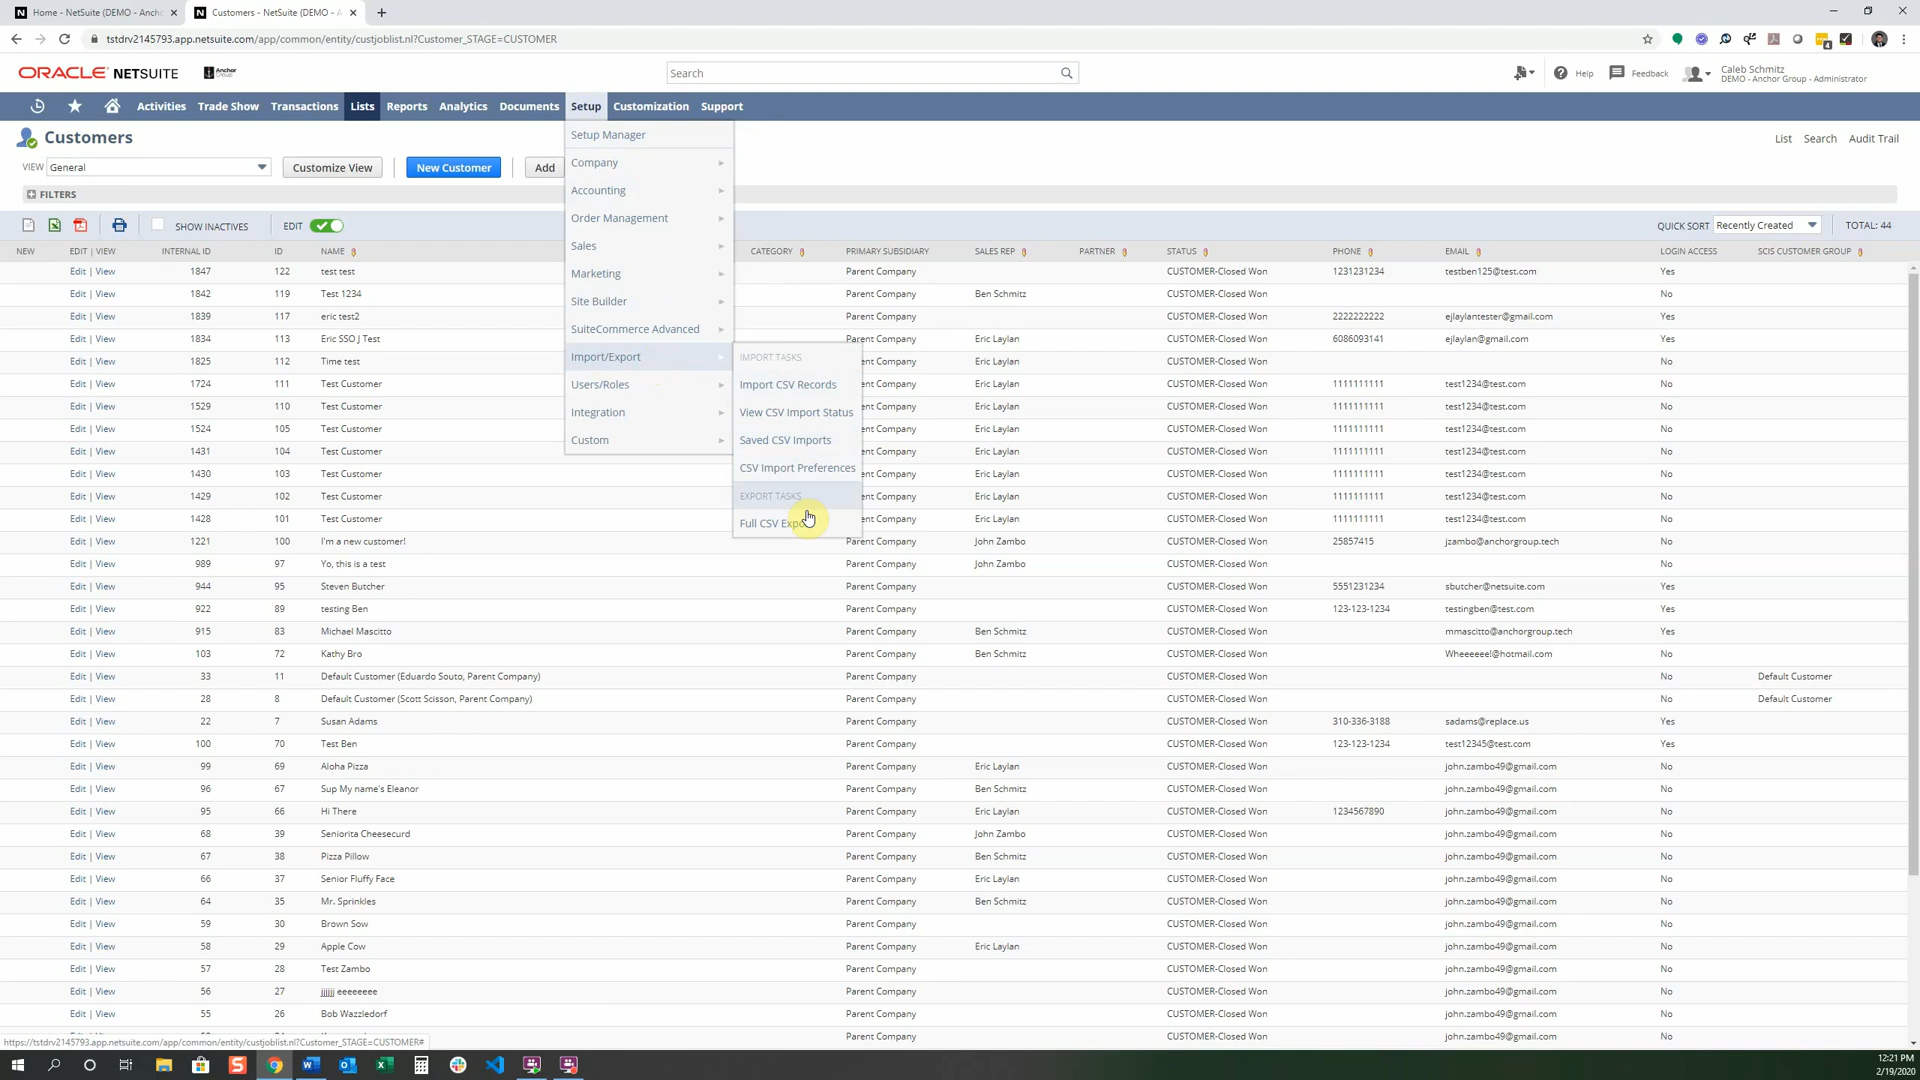 Home - NetSuite (DEMO - Ancho
Customers - NetSuite (DEMO - A
tstdrv2145793.app.netsuite.com/app/common/entity/custjoblist.nl?Customer_STAGE=CUSTOMER
ORACLE NETSUITE Anchor Group
Search
Help Feedback Caleb Schmitz
DEMO - Anchor Group - Administrator
Activities Trade Show Transactions Lists Reports Analytics Documents Setup Customization Support
Customers
List Search Audit Trail
VIEW General Customize View New Customer Add
FILTERS
SHOW INACTIVES EDIT QUICK SORT Recently Created TOTAL: 44
Setup Manager
Company
Accounting
Order Management
Sales
Marketing
Site Builder
SuiteCommerce Advanced
Import/Export
Users/Roles
Integration
Custom
IMPORT TASKS
Import CSV Records
View CSV Import Status
Saved CSV Imports
CSV Import Preferences
EXPORT TASKS
Full CSV
NEW EDIT | VIEW INTERNAL ID ID NAME CATEGORY PRIMARY SUBSIDIARY SALES REP PARTNER STATUS PHONE EMAIL LOGIN ACCESS SCIS CUSTOMER GROUP
Edit | View 1847 122 test test Parent Company CUSTOMER-Closed Won 1231231234 testben125@test.com Yes
Edit | View 1842 119 Test 1234 Parent Company Ben Schmitz CUSTOMER-Closed Won No
Edit | View 1839 117 eric test2 Parent Company CUSTOMER-Closed Won 2222222222 ejlaylantester@gmail.com Yes
Edit | View 1834 113 Eric SSO J Test Parent Company Eric Laylan CUSTOMER-Closed Won 6086093141 ejlaylan@gmail.com Yes
Edit | View 1825 112 Time test Parent Company Eric Laylan CUSTOMER-Closed Won No
Edit | View 1724 111 Test Customer Parent Company Eric Laylan CUSTOMER-Closed Won 1111111111 test1234@test.com No
Edit | View 1529 110 Test Customer Parent Company Eric Laylan CUSTOMER-Closed Won 1111111111 test1234@test.com No
Edit | View 1524 105 Test Customer Parent Company Eric Laylan CUSTOMER-Closed Won 1111111111 test1234@test.com No
Edit | View 1431 104 Test Customer Parent Company Eric Laylan CUSTOMER-Closed Won 1111111111 test1234@test.com No
Edit | View 1430 103 Test Customer Parent Company Eric Laylan CUSTOMER-Closed Won 1111111111 test1234@test.com No
Edit | View 1429 102 Test Customer Parent Company Eric Laylan CUSTOMER-Closed Won 1111111111 test1234@test.com No
Edit | View 1428 101 Test Customer Parent Company Eric Laylan CUSTOMER-Closed Won 1111111111 test1234@test.com No
Edit | View 1221 100 I'm a new customer! Parent Company John Zambo CUSTOMER-Closed Won 25857415 jzambo@anchorgroup.tech No
Edit | View 989 97 Yo, this is a test Parent Company John Zambo CUSTOMER-Closed Won No
Edit | View 944 95 Steven Butcher Parent Company CUSTOMER-Closed Won 5551231234 sbutcher@netsuite.com Yes
Edit | View 922 89 testing Ben Parent Company CUSTOMER-Closed Won 123-123-1234 testingben@test.com Yes
Edit | View 915 83 Michael Mascitto Parent Company Ben Schmitz CUSTOMER-Closed Won mmascitto@anchorgroup.tech Yes
Edit | View 103 72 Kathy Bro Parent Company Ben Schmitz CUSTOMER-Closed Won Wheeeeee!@hotmail.com No
Edit | View 33 11 Default Customer (Eduardo Souto, Parent Company) Parent Company CUSTOMER-Closed Won No Default Customer
Edit | View 28 8 Default Customer (Scott Scisson, Parent Company) Parent Company CUSTOMER-Closed Won No Default Customer
Edit | View 22 7 Susan Adams Parent Company CUSTOMER-Closed Won 310-336-3188 sadams@replace.us Yes
Edit | View 100 70 Test Ben Parent Company CUSTOMER-Closed Won 123-123-1234 test12345@test.com Yes
Edit | View 99 69 Aloha Pizza Parent Company Eric Laylan CUSTOMER-Closed Won john.zambo49@gmail.com No
Edit | View 96 67 Sup My name's Eleanor Parent Company Ben Schmitz CUSTOMER-Closed Won john.zambo49@gmail.com No
Edit | View 95 66 Hi There Parent Company Eric Laylan CUSTOMER-Closed Won 1234567890 john.zambo49@gmail.com No
Edit | View 68 39 Seniorita Cheesecurd Parent Company John Zambo CUSTOMER-Closed Won john.zambo49@gmail.com No
Edit | View 67 38 Pizza Pillow Parent Company Ben Schmitz CUSTOMER-Closed Won john.zambo49@gmail.com No
Edit | View 66 37 Senior Fluffy Face Parent Company Eric Laylan CUSTOMER-Closed Won john.zambo49@gmail.com No
Edit | View 64 35 Mr. Sprinkles Parent Company Ben Schmitz CUSTOMER-Closed Won john.zambo49@gmail.com No
Edit | View 59 30 Brown Sow Parent Company CUSTOMER-Closed Won john.zambo49@gmail.com No
Edit | View 58 29 Apple Cow Parent Company Eric Laylan CUSTOMER-Closed Won john.zambo49@gmail.com No
Edit | View 57 28 Test Zambo Parent Company CUSTOMER-Closed Won john.zambo49@gmail.com No
Edit | View 56 27 jjjjjj eeeeeeee Parent Company CUSTOMER-Closed Won john.zambo49@gmail.com No
Edit | View 55 26 Bob Wazzledorf Parent Company CUSTOMER-Closed Won john.zambo49@gmail.com No
Parent Company CUSTOMER-Closed Won john.zambo49@gmail.com No
https://tstdrv2145793.app.netsuite.com/app/common/entity/custjoblist.nl?Customer_STAGE=CUSTOMER#
12:21 PM
2/19/2020